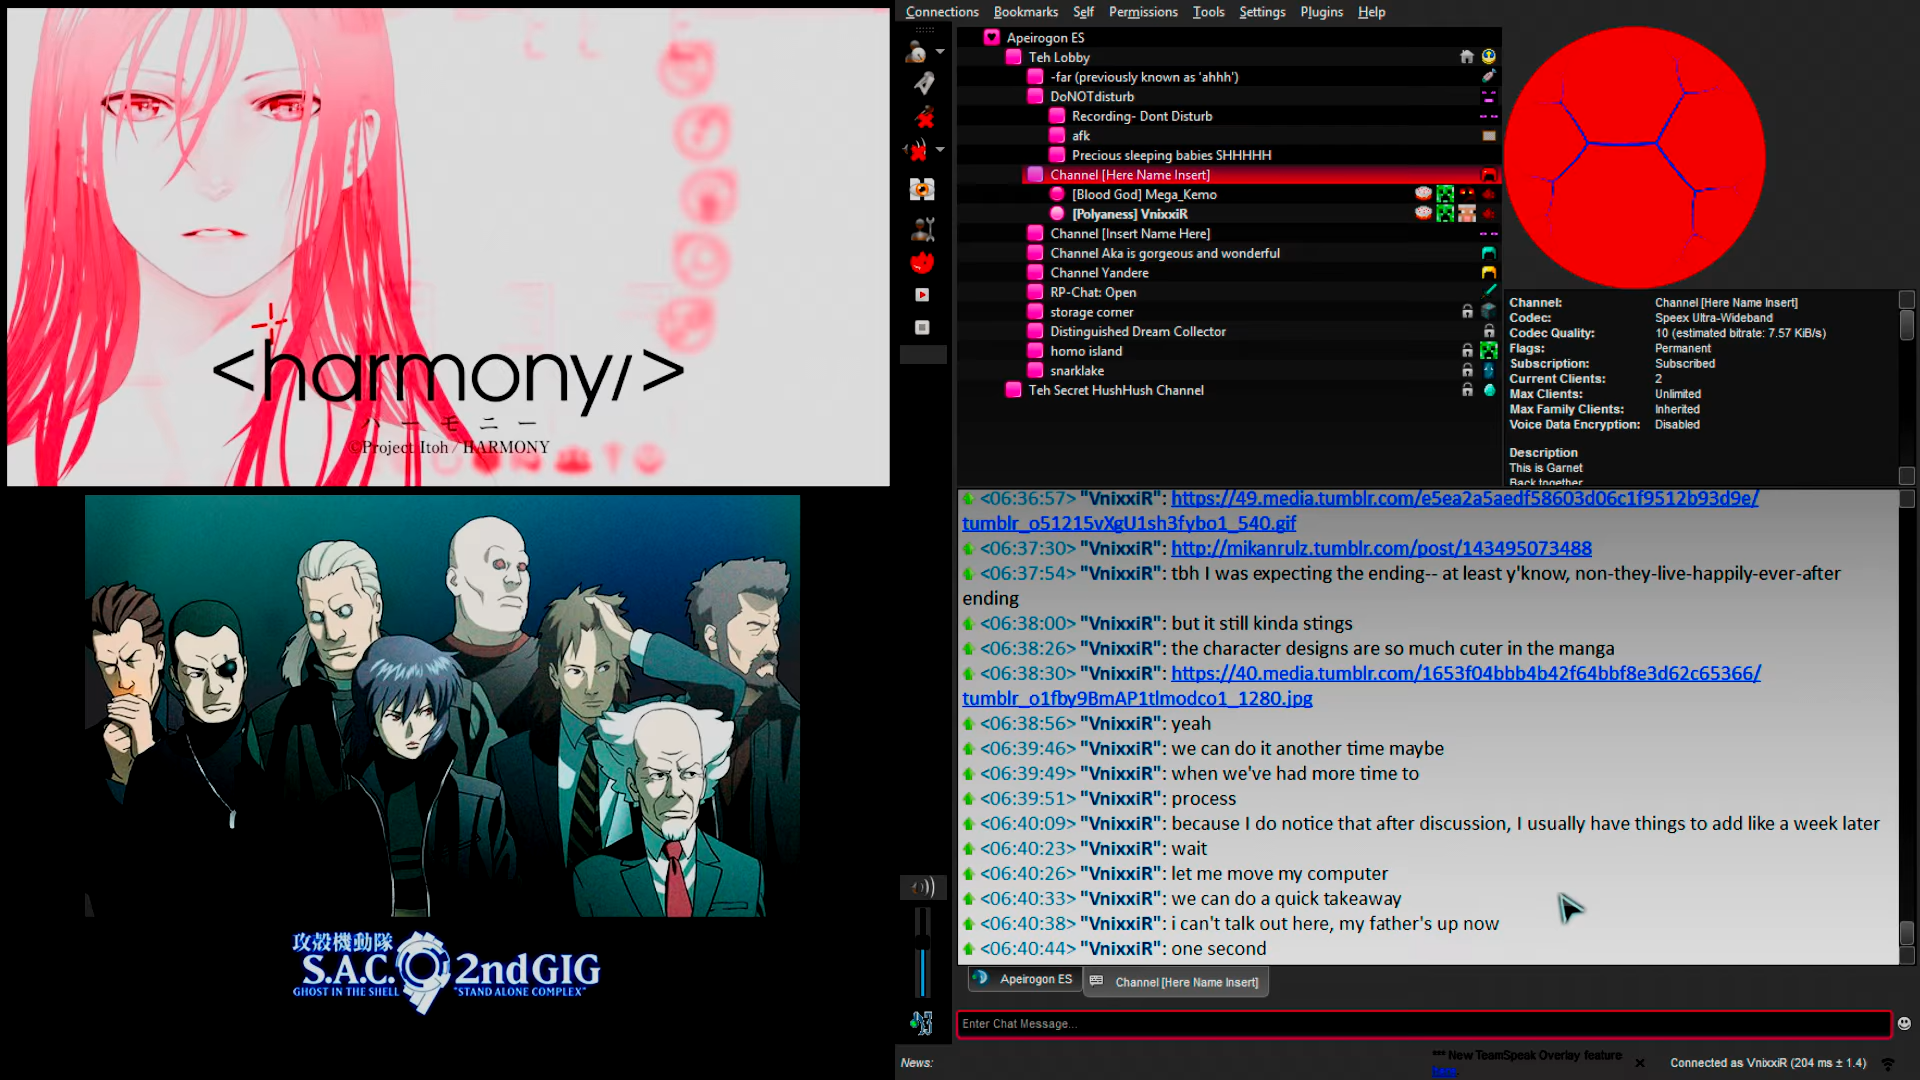 <harmony/>
ハーモニー
©Project Itoh / HARMONY
攻殻機動隊
S.A.C. 2nd GIG
GHOST IN THE SHELL "STAND ALONE COMPLEX"
Connections Bookmarks Self Permissions Tools Settings Plugins Help
Apeirogon ES
Teh Lobby
-far (previously known as 'ahhh')
DoNOTdisturb
Recording- Dont Disturb
afk
Precious sleeping babies SHHHHH
Channel [Here Name Insert]
[Blood God] Mega_Kemo
[Polyaness] VnixxiR
Channel [Insert Name Here]
Channel Aka is gorgeous and wonderful
Channel Yandere
RP-Chat: Open
storage corner
Distinguished Dream Collector
homo island
snarklake
Teh Secret HushHush Channel
Channel: Channel [Here Name Insert]
Codec: Speex Ultra-Wideband
Codec Quality: 10 (estimated bitrate: 7.57 KiB/s)
Flags: Permanent
Subscription: Subscribed
Current Clients: 2
Max Clients: Unlimited
Max Family Clients: Inherited
Voice Data Encryption: Disabled
Description
This is Garnet
Back together
<06:36:57> "VnixxiR": https://49.media.tumblr.com/e5ea2a5aedf58603d06c1f9512b93d9e/
tumblr_o51215vXgU1sh3fybo1_540.gif
<06:37:30> "VnixxiR": http://mikanrulz.tumblr.com/post/143495073488
<06:37:54> "VnixxiR": tbh I was expecting the ending-- at least y'know, non-they-live-happily-ever-after
ending
<06:38:00> "VnixxiR": but it still kinda stings
<06:38:26> "VnixxiR": the character designs are so much cuter in the manga
<06:38:30> "VnixxiR": https://40.media.tumblr.com/1653f04bbb4b42f64bbf8e3d62c65366/
tumblr_o1fby9BmAP1tlmodco1_1280.jpg
<06:38:56> "VnixxiR": yeah
<06:39:46> "VnixxiR": we can do it another time maybe
<06:39:49> "VnixxiR": when we've had more time to
<06:39:51> "VnixxiR": process
<06:40:09> "VnixxiR": because I do notice that after discussion, I usually have things to add like a week later
<06:40:23> "VnixxiR": wait
<06:40:26> "VnixxiR": let me move my computer
<06:40:33> "VnixxiR": we can do a quick takeaway
<06:40:38> "VnixxiR": i can't talk out here, my father's up now
<06:40:44> "VnixxiR": one second
Apeirogon ES Channel [Here Name Insert]
Enter Chat Message...
News: *** New TeamSpeak Overlay feature
here. Connected as VnixxiR (204 ms ± 1.4)